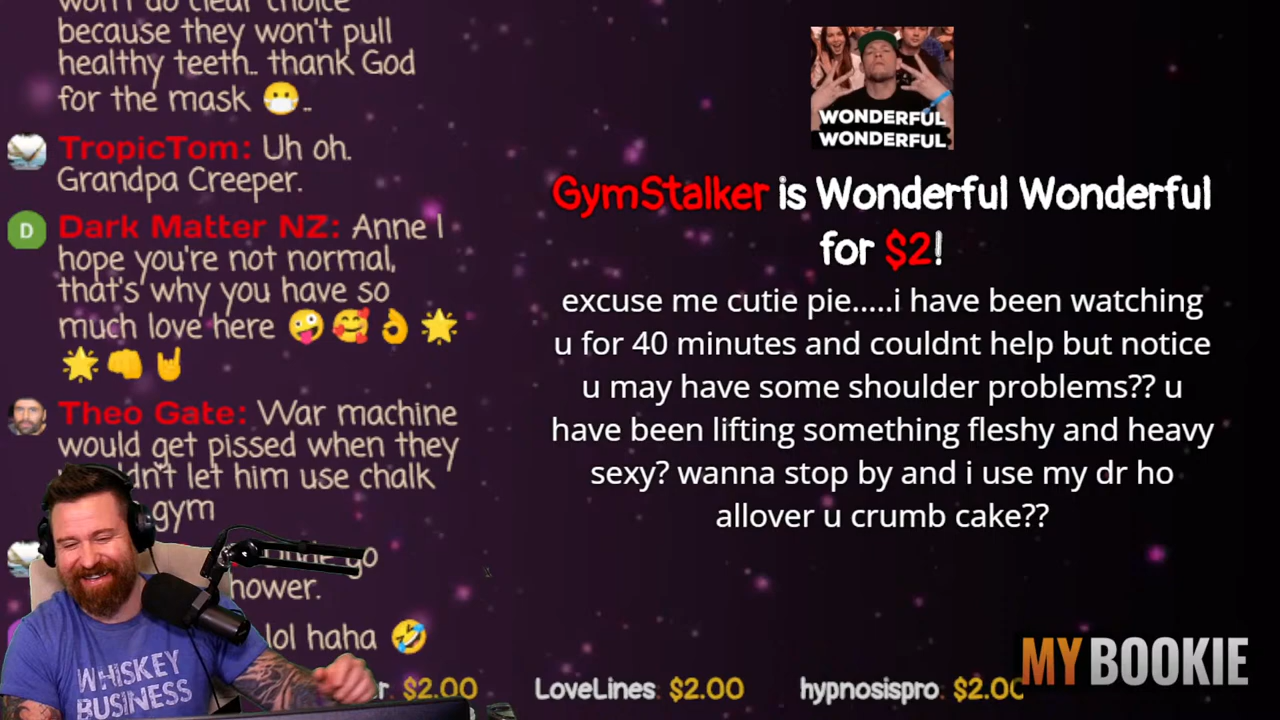 won't do clear choice
because they won't pull
healthy teeth.. thank God
for the mask 😷..
TropicTom: Uh oh.
Grandpa Creeper.
D
Dark Matter NZ: Anne I
hope you're not normal,
that's why you have so
much love here 🤪 🥰 👌 🌟
🌟 👊 🤘
Theo Gate: War machine
would get pissed when they
let him use chalk
gym
go
lol haha 🤣
WHISKEY
BUSINESS
WONDERFUL
WONDERFUL
GymStalker is Wonderful Wonderful
for $2!
excuse me cutie pie.....i have been watching
u for 40 minutes and couldnt help but notice
u may have some shoulder problems?? u
have been lifting something fleshy and heavy
sexy? wanna stop by and i use my dr ho
allover u crumb cake??
$2.00 LoveLines: $2.00 hypnosispro: $2.00
MYBOOKIE